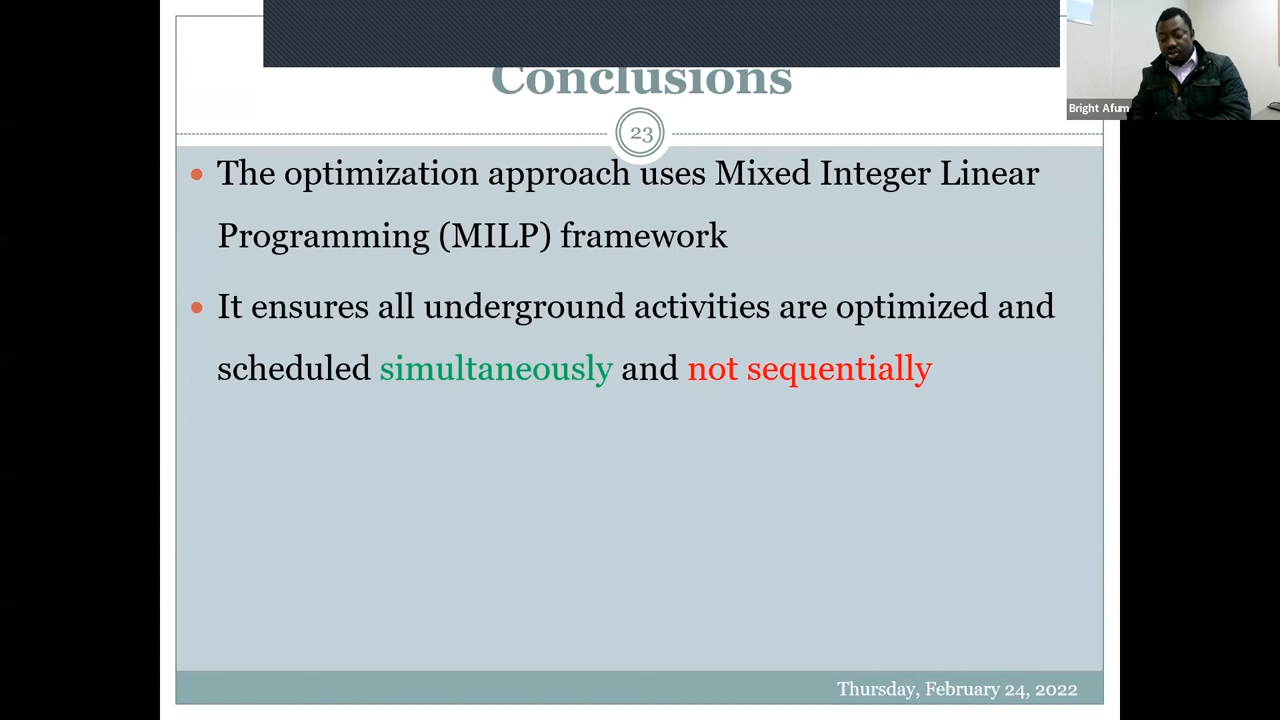 Conclusions
Bright Afum
23
• The optimization approach uses Mixed Integer Linear
Programming (MILP) framework
• It ensures all underground activities are optimized and
scheduled simultaneously and not sequentially
Thursday, February 24, 2022